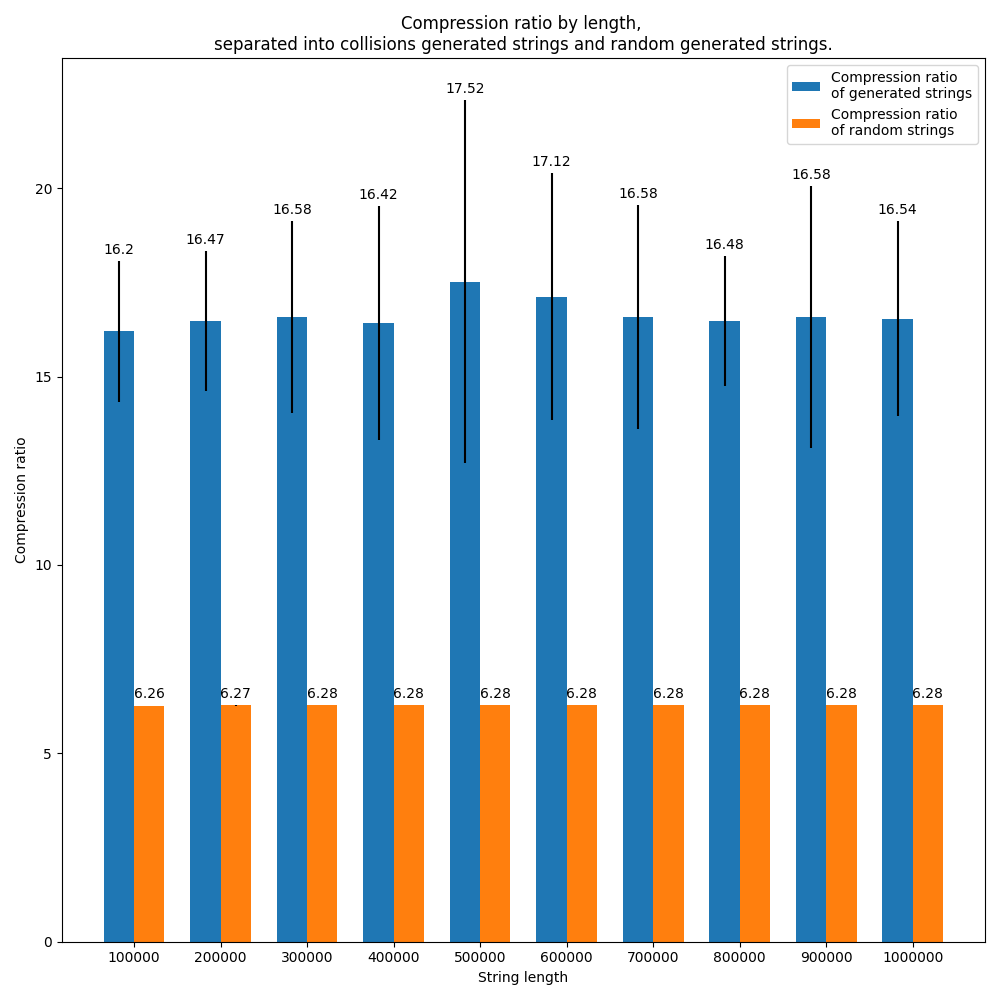 Compression ratio by length,
separated into collisions generated strings and random generated strings.
Compression ratio
of generated strings
Compression ratio
of random strings
17.52
17.12
16.58
16.58
16.42
16.58
16.54
16.47
16.48
16.2
6.26
6.27
6.28
6.28
6.28
6.28
6.28
6.28
6.28
6.28
20
15
10
5
0
Compression ratio
100000 200000 300000 400000 500000 600000 700000 800000 900000 1000000
String length